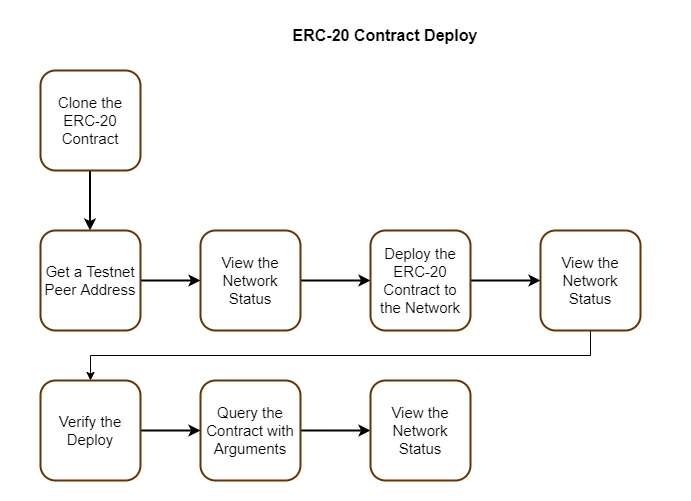 ERC-20 Contract Deploy
Clone the
ERC-20
Contract
Get a Testnet
Peer Address
View the
Network
Status
Deploy the
ERC-20
Contract to
the Network
View the
Network
Status
Verify the
Deploy
Query the
Contract with
Arguments
View the
Network
Status